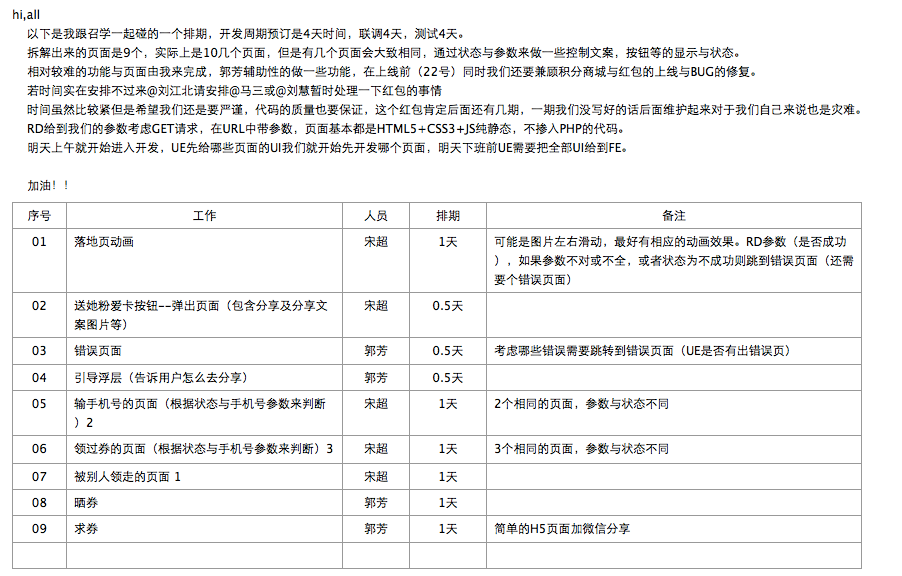 hi,all
以下是我跟召学一起碰的一个排期，开发周期预订是4天时间，联调4天，测试4天。
拆解出来的页面是9个，实际上是10几个页面，但是有几个页面会大致相同，通过状态与参数来做一些控制文案，按钮等的显示与状态。
相对较难的功能与页面由我来完成，郭芳辅助性的做一些功能，在上线前（22号）同时我们还要兼顾积分商城与红包的上线与BUG的修复。
若时间实在安排不过来@刘江北请安排@马三或@刘慧暂时处理一下红包的事情
时间虽然比较紧但是希望我们还是要严谨，代码的质量也要保证，这个红包肯定后面还有几期，一期我们没写好的话后面维护起来对于我们自己来说也是灾难。
RD给到我们的参数考虑GET请求，在URL中带参数，页面基本都是HTML5+CSS3+JS纯静态，不掺入PHP的代码。
明天上午就开始进入开发，UE先给哪些页面的UI我们就开始先开发哪个页面，明天下班前UE需要把全部UI给到FE。
加油！！
序号 工作 人员 排期 备注
01 落地页动画 宋超 1天 可能是图片左右滑动，最好有相应的动画效果。RD参数（是否成功
），如果参数不对或不全，或者状态为不成功则跳到错误页面（还需
要个错误页面）
02 送她粉爱卡按钮--弹出页面（包含分享及分享文 宋超 0.5天
案图片等）
03 错误页面 郭芳 0.5天 考虑哪些错误需要跳转到错误页面（UE是否有出错误页）
04 引导浮层（告诉用户怎么去分享） 郭芳 0.5天
05 输手机号的页面（根据状态与手机号参数来判断 宋超 1天 2个相同的页面，参数与状态不同
）2
06 领过券的页面（根据状态与手机号参数来判断）3 宋超 1天 3个相同的页面，参数与状态不同
07 被别人领走的页面 1 宋超 1天
08 晒券 郭芳 1天
09 求券 郭芳 1天 简单的H5页面加微信分享